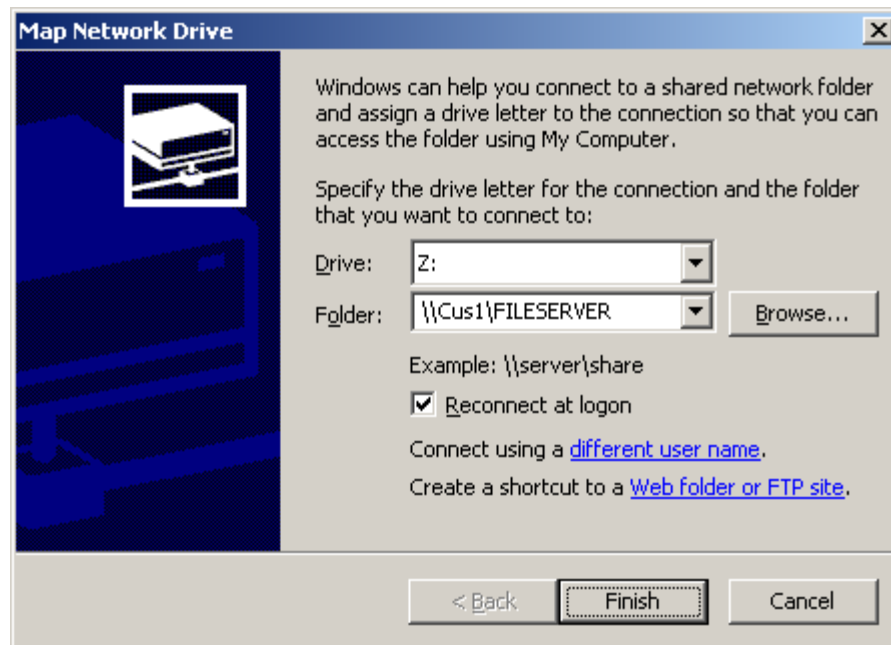 Map Network Drive
Windows can help you connect to a shared network folder
and assign a drive letter to the connection so that you can
access the folder using My Computer.
Specify the drive letter for the connection and the folder
that you want to connect to:
Drive: Z:
Folder: \\Cus1\FILESERVER Browse...
Example: \\server\share
Reconnect at logon
Connect using a different user name.
Create a shortcut to a Web folder or FTP site.
< Back Finish Cancel